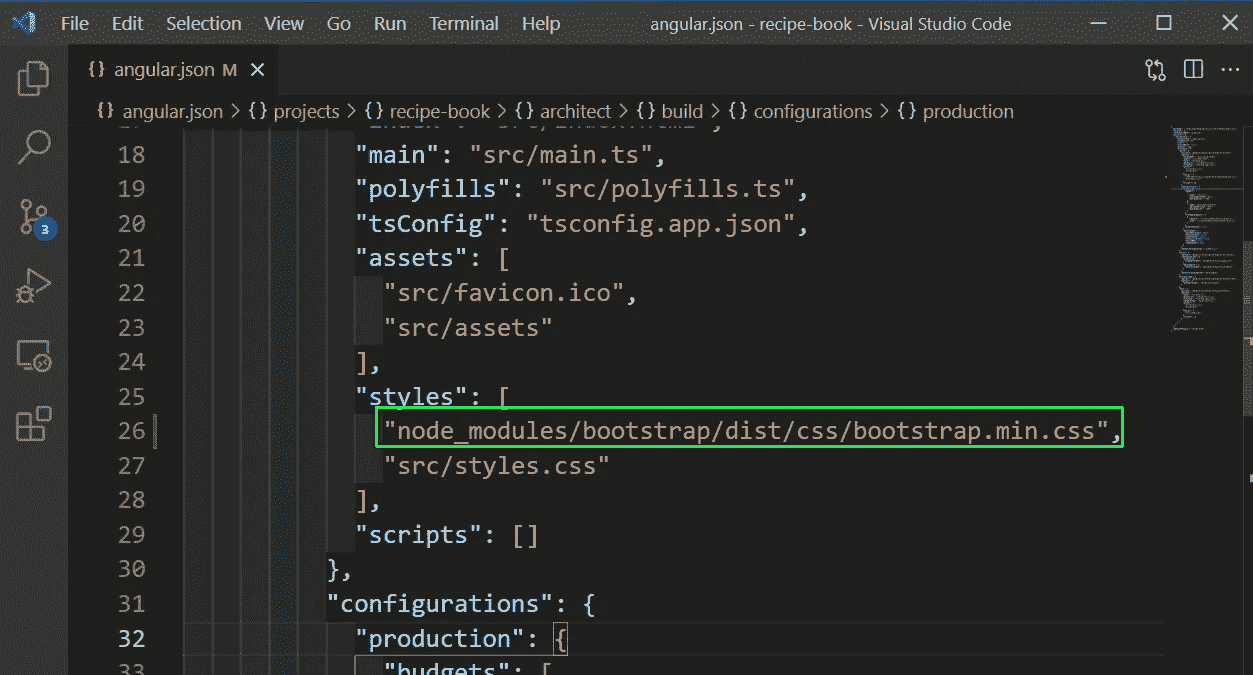 File Edit Selection View Go Run Terminal Help angular.json - recipe-book - Visual Studio Code
{} angular.json M
{} angular.json > {} projects > {} recipe-book > {} architect > {} build > {} configurations > {} production
18 "main": "src/main.ts",
19 "polyfills": "src/polyfills.ts",
20 "tsConfig": "tsconfig.app.json",
21 "assets": [
22 "src/favicon.ico",
23 "src/assets"
24 ],
25 "styles": [
26 "node_modules/bootstrap/dist/css/bootstrap.min.css",
27 "src/styles.css"
28 ],
29 "scripts": []
30 },
31 "configurations": {
32 "production": {
33 "budgets": [
3